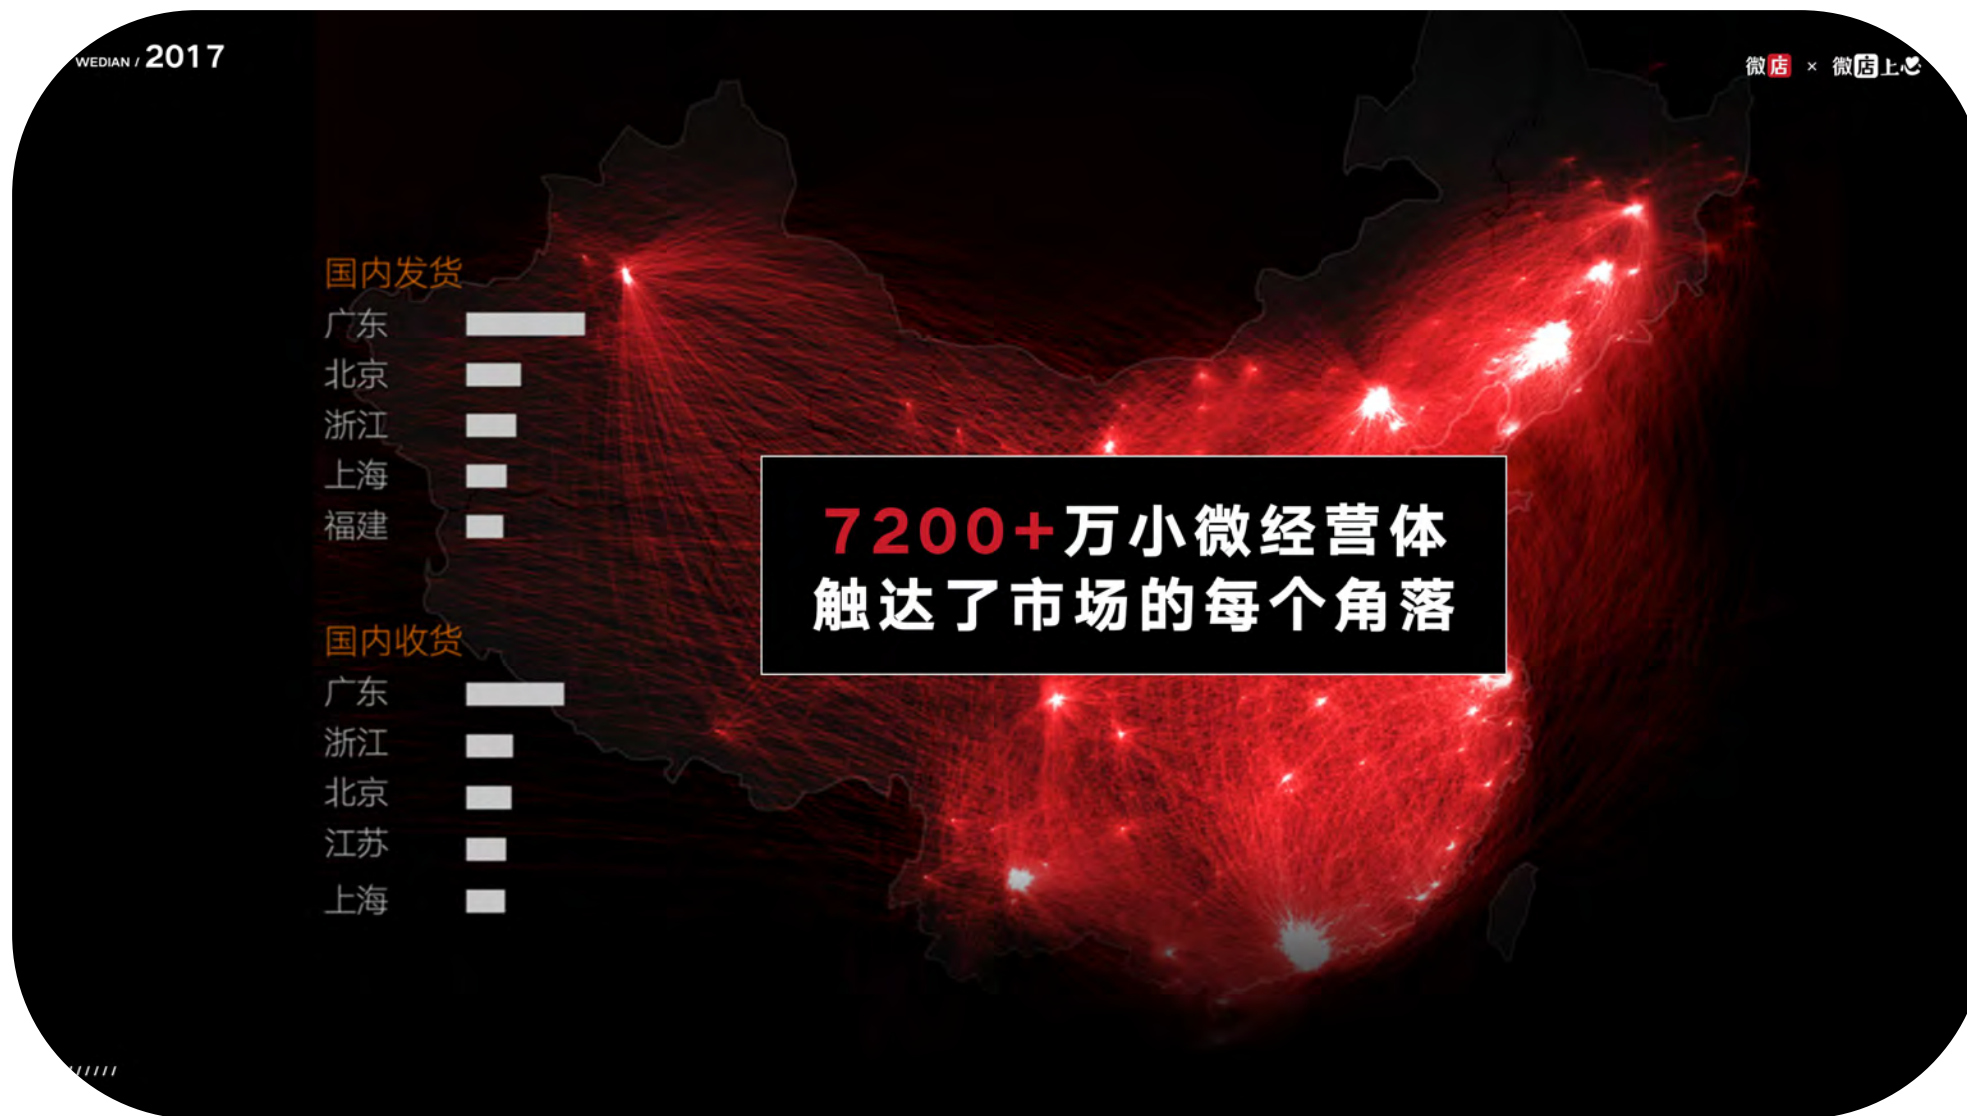 WEDIAN / 2017
微店 × 微店上心
国内发货
广东
北京
浙江
上海
福建
7200+万小微经营体
触达了市场的每个角落
国内收货
广东
浙江
北京
江苏
上海